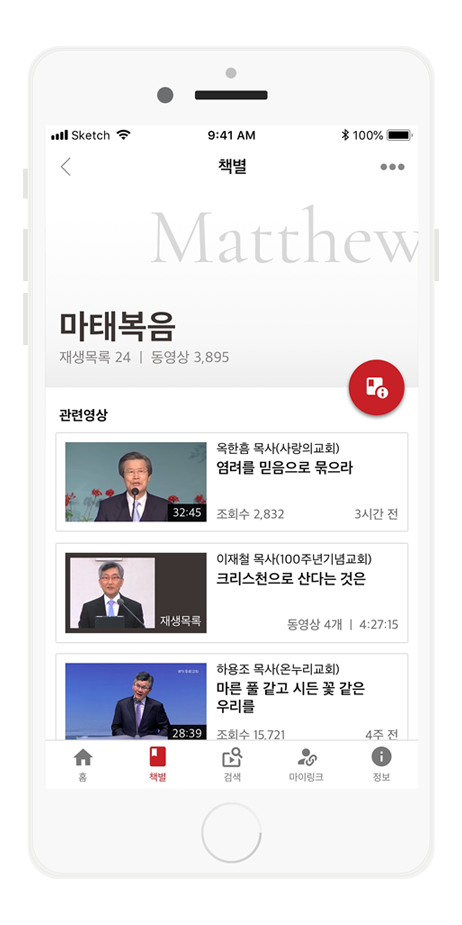 Sketch 9:41 AM 100%
책별
Matthew
마태복음
재생목록 24 | 동영상 3,895
관련영상
옥한흠 목사(사랑의교회)
염려를 믿음으로 묶으라
32:45
조회수 2,832 3시간 전
이재철 목사(100주년기념교회)
크리스천으로 산다는 것은
재생목록
동영상 4개 | 4:27:15
하용조 목사(온누리교회)
마른 풀 같고 시든 꽃 같은
우리를
28:39
조회수 15,721 4주 전
홈 책별 검색 마이링크 정보